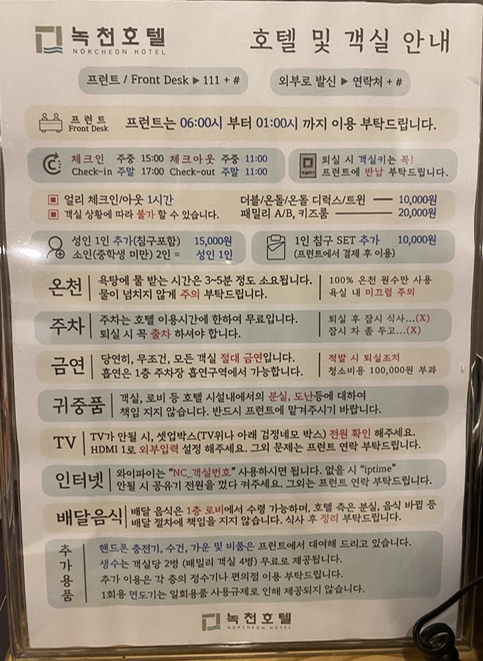 녹천호텔
NOKCHEON HOTEL
호텔 및 객실 안내
프런트 / Front Desk ▶ 111 + #
외부로 발신 ▶ 연락처 + #
프런트
Front Desk
프런트는 06:00시 부터 01:00시 까지 이용 부탁드립니다.
체크인 주중 15:00 체크아웃 주중 11:00
Check-in 주말 17:00 Check-out 주말 11:00
퇴실 시 객실키는 꼭!
프런트에 반납 부탁드립니다.
얼리 체크인/아웃 1시간
객실 상황에 따라 불가 할 수 있습니다.
더블/온돌/온돌 디럭스/트윈 — 10,000원
패밀리 A/B, 키즈룸 — 20,000원
성인 1인 추가(침구포함) 15,000원
소인(중학생 미만) 2인 = 성인 1인
1인 침구 SET 추가 10,000원
(프런트에서 결제 후 이용)
온천
욕탕에 물 받는 시간은 3~5분 정도 소요됩니다.
물이 넘치지 않게 주의 부탁드립니다.
100% 온천 원수만 사용
욕실 내 미끄럼 주의
주차
주차는 호텔 이용시간에 한하여 무료입니다.
퇴실 시 꼭 출차 하셔야 합니다.
퇴실 후 잠시 식사...(X)
잠시 차 좀 두고...(X)
금연
당연히, 무조건, 모든 객실 절대 금연입니다.
흡연은 1층 주차장 흡연구역에서 가능합니다.
적발 시 퇴실조치
청소비용 100,000원 부과
귀중품
객실, 로비 등 호텔 시설내에서의 분실, 도난등에 대하여
책임 지지 않습니다. 반드시 프런트에 맡겨주시기 바랍니다.
TV
TV가 안될 시, 셋업박스(TV위나 아래 검정네모 박스) 전원 확인 해주세요.
HDMI 1로 외부입력 설정 해주세요. 그외 문제는 프런트 연락 부탁드립니다.
인터넷
와이파이는 "NC_객실번호" 사용하시면 됩니다. 없을 시 "iptime"
안될 시 공유기 전원을 껐다 켜주세요. 그외는 프런트 연락 부탁드립니다.
배달음식
배달 음식은 1층 로비에서 수령 가능하며, 호텔 측은 분실, 음식 바뀜 등
배달 절차에 책임을 지지 않습니다. 식사 후 정리 부탁드립니다.
추가용품
핸드폰 충전기, 수건, 가운 및 비품은 프런트에서 대여해 드리고 있습니다.
생수는 객실당 2병 (패밀리 객실 4병) 무료로 제공됩니다.
추가 이용은 각 층의 정수기나 편의점 이용 부탁드립니다.
1회용 면도기는 일회용품 사용규제로 인해 제공되지 않습니다.
녹천호텔
NOKCHEON HOTEL